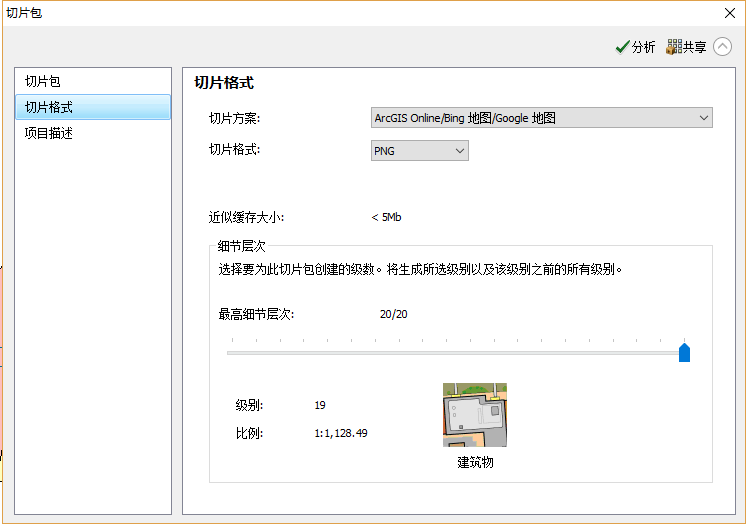 切片包
分析 共享
切片包
切片格式
项目描述
切片格式
切片方案: ArcGIS Online/Bing 地图/Google 地图
切片格式: PNG
近似缓存大小: < 5Mb
细节层次
选择要为此切片包创建的级数。将生成所选级别以及该级别之前的所有级别。
最高细节层次: 20/20
级别: 19
比例: 1:1,128.49
建筑物